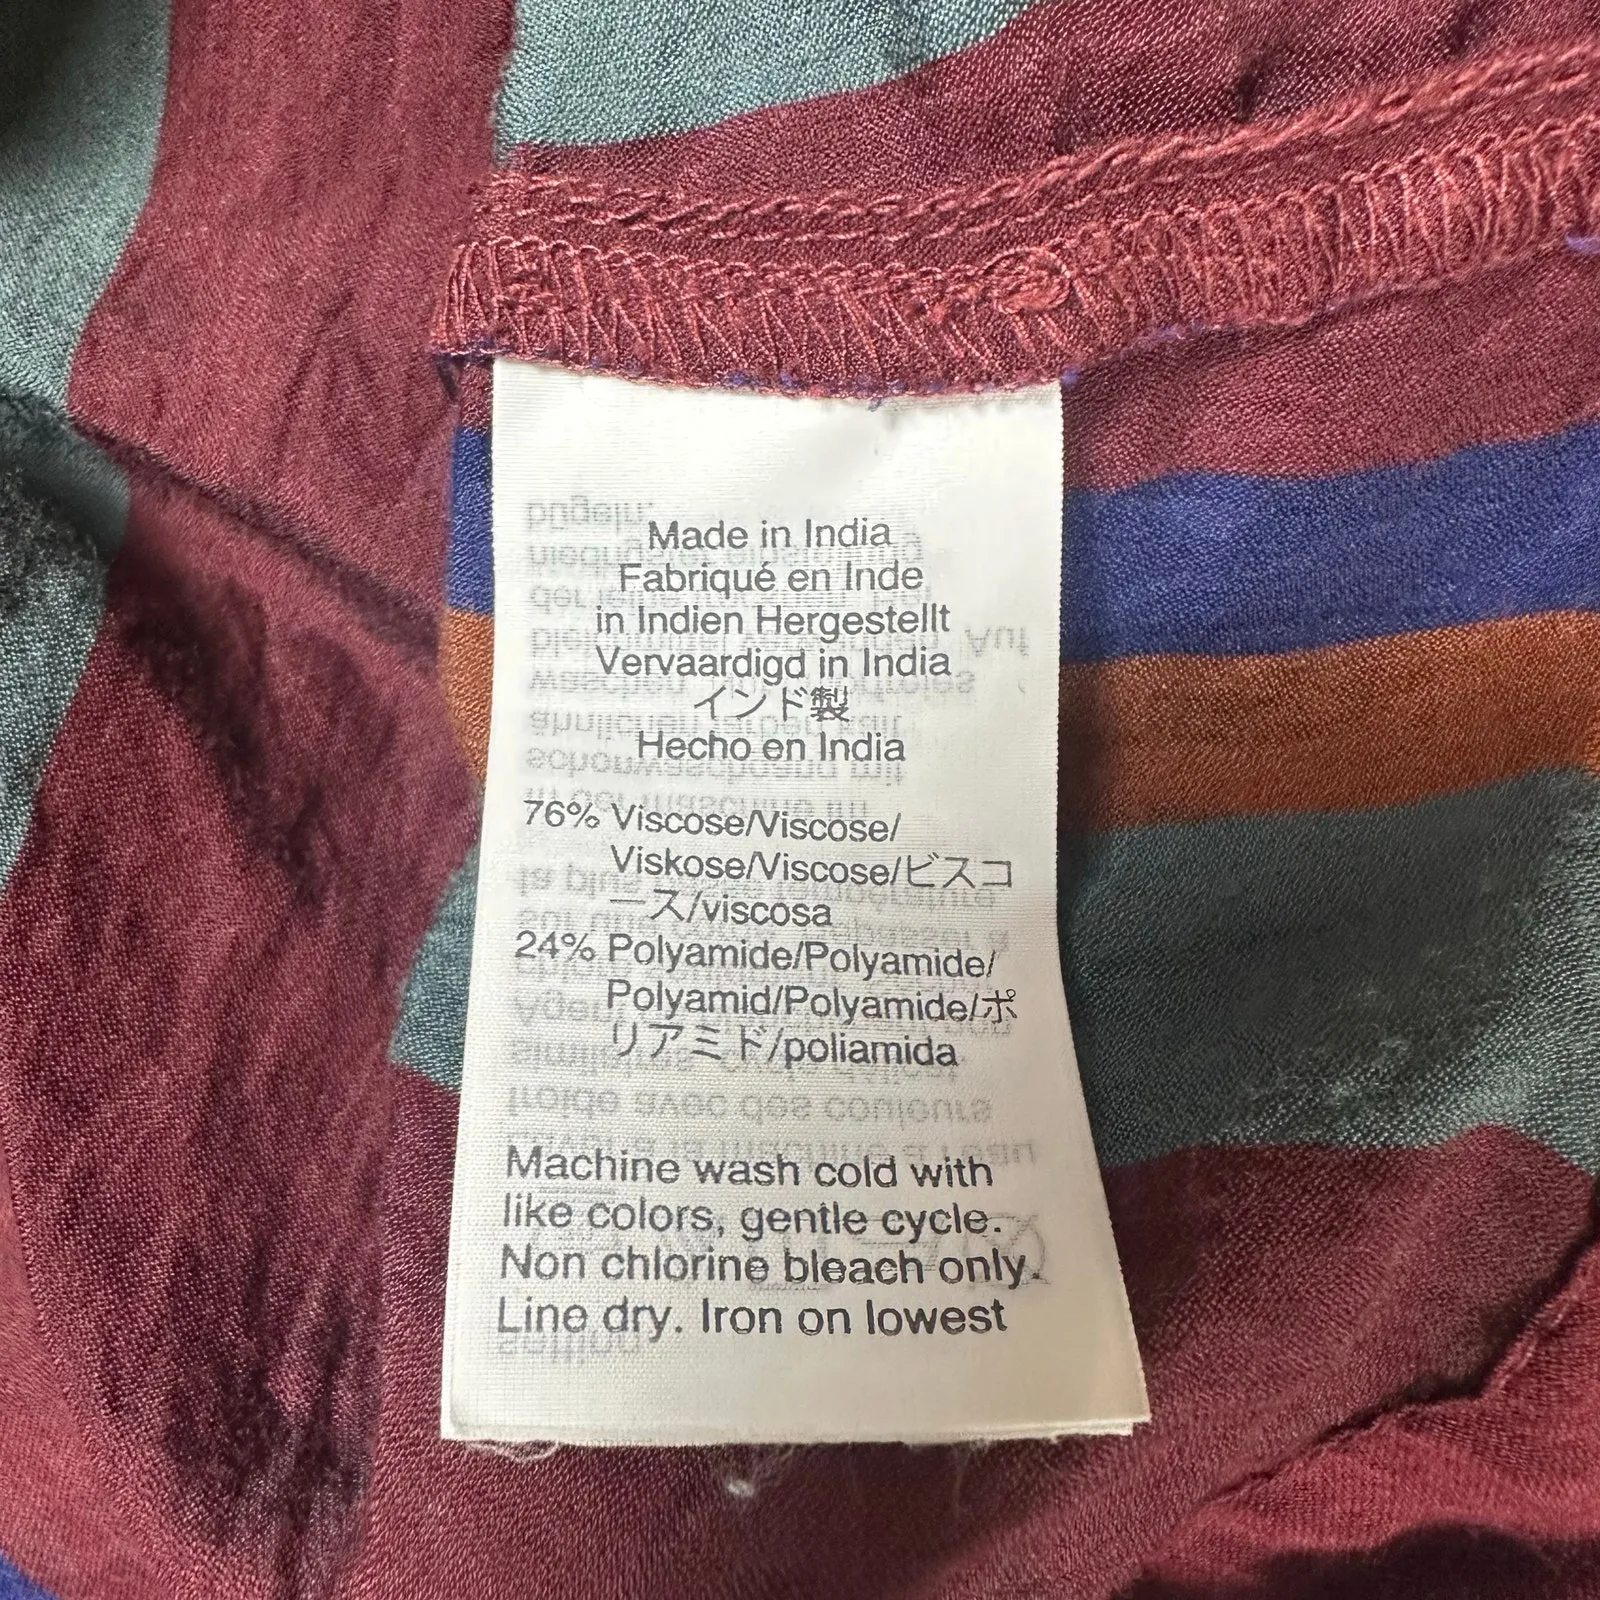 Made in India
Fabriqué en Inde
in Indien Hergestellt
Vervaardigd in India
インド製
Hecho en India
76% Viscose/Viscose/
Viskose/Viscose/ビスコ
ース/viscosa
24% Polyamide/Polyamide/
Polyamid/Polyamide/ポ
リアミド/poliamida
Machine wash cold with
like colors, gentle cycle.
Non chlorine bleach only.
Line dry. Iron on lowest
setting.